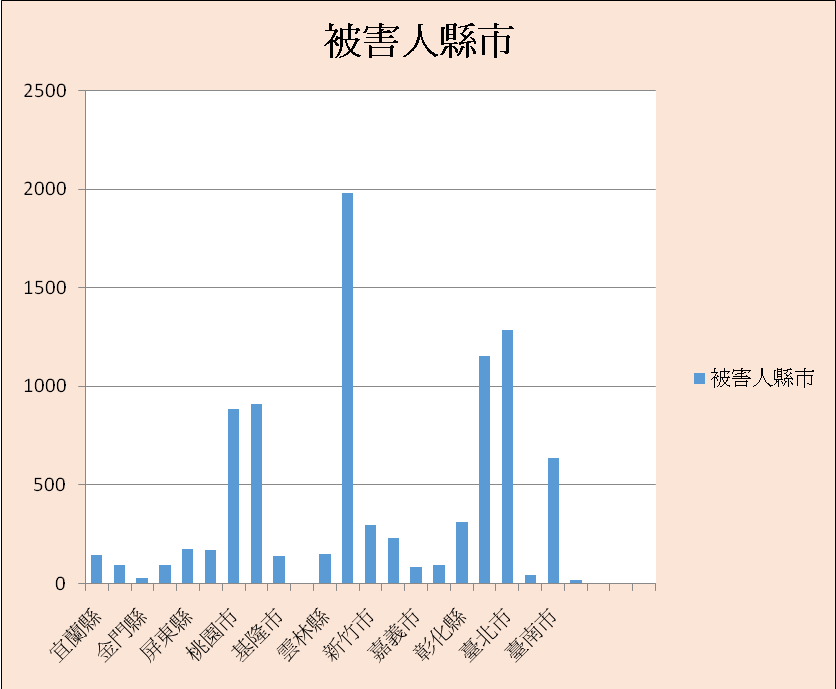 被害人縣市
2500
2000
1500
1000
500
0
被害人縣市
宜蘭縣
金門縣
屏東縣
桃園市
基隆市
雲林縣
新竹市
嘉義市
彰化縣
臺北市
臺南市